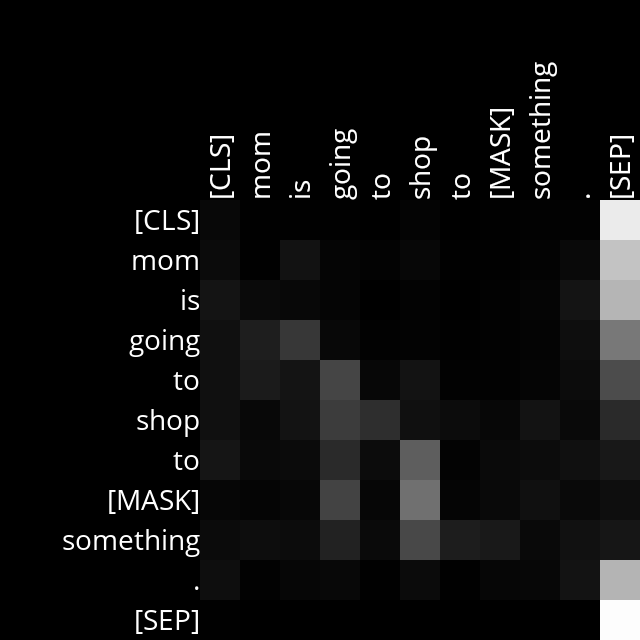 [CLS] mom is going to shop to [MASK] something . [SEP]
[CLS]
mom
is
going
to
shop
to
[MASK]
something
.
[SEP]